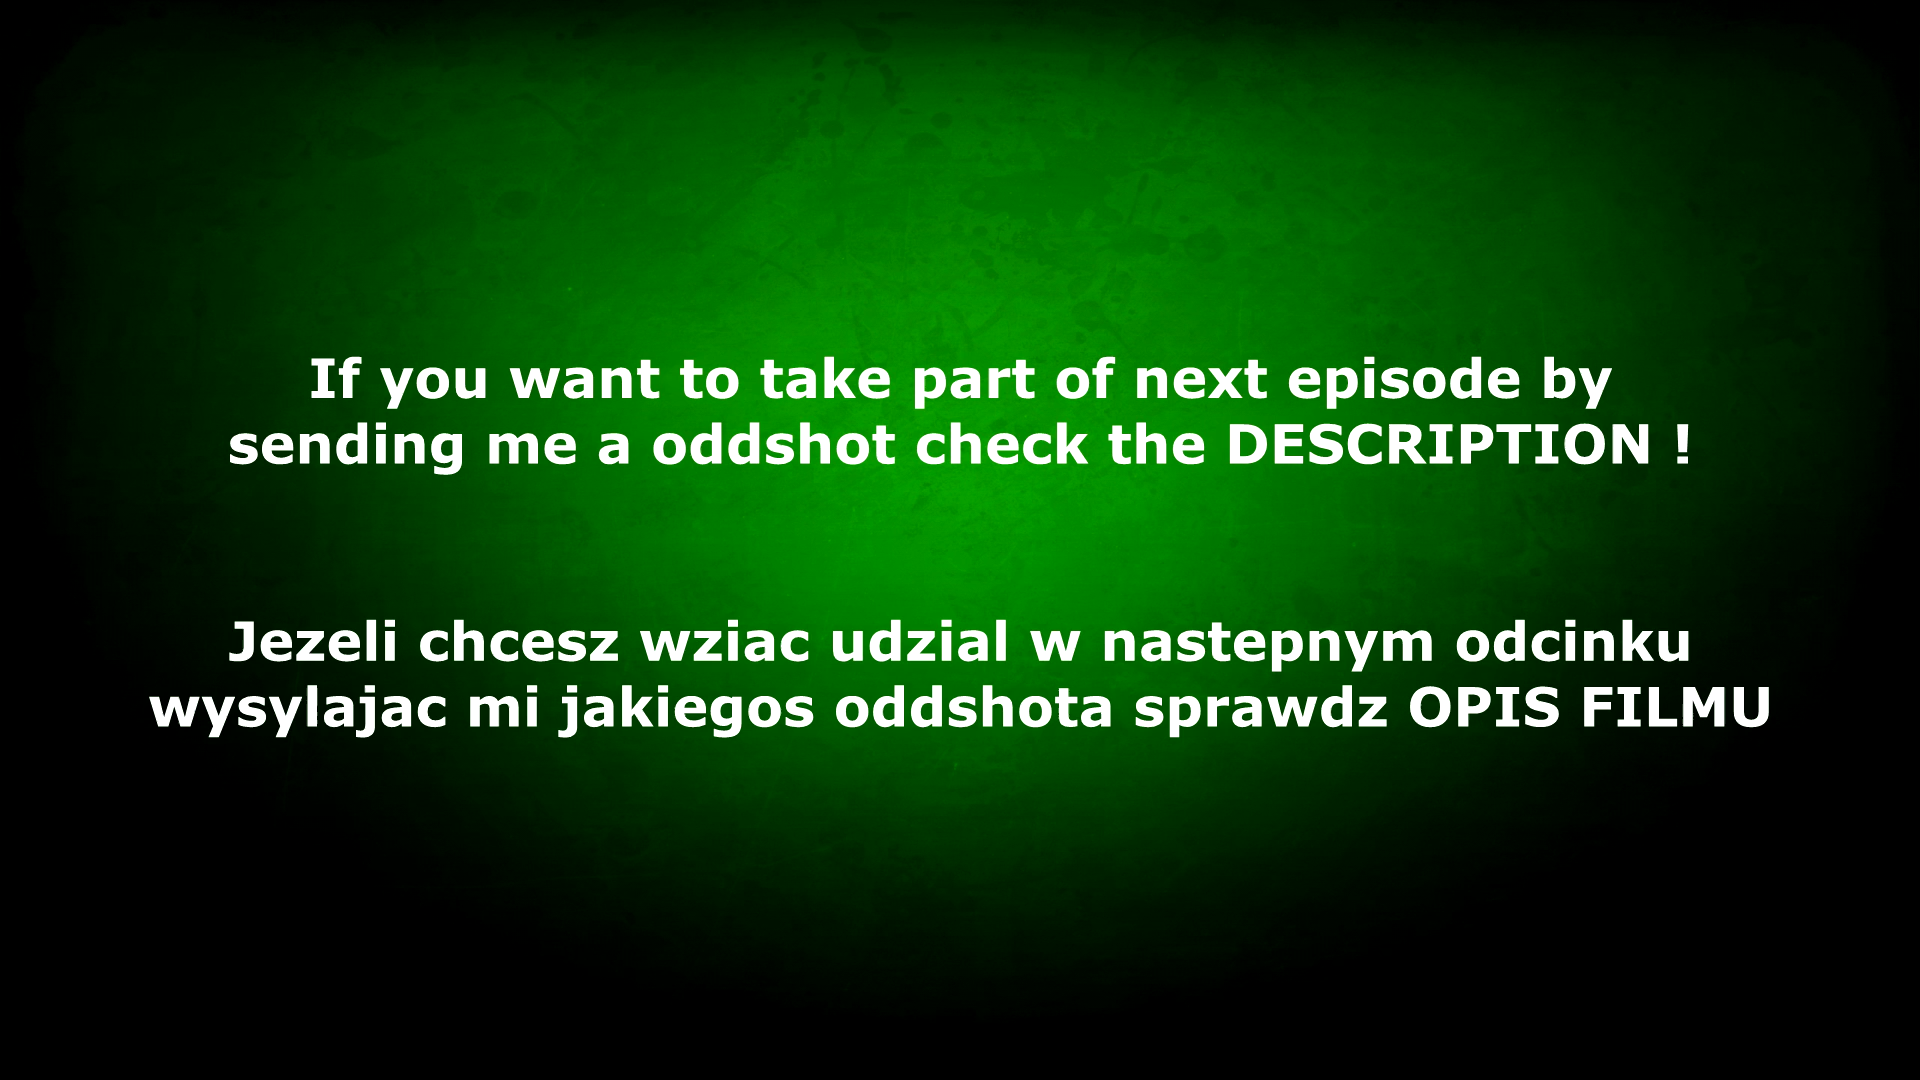 If you want to take part of next episode by
sending me a oddshot check the DESCRIPTION !
Jezeli chcesz wziac udzial w nastepnym odcinku
wysylajac mi jakiegos oddshota sprawdz OPIS FILMU